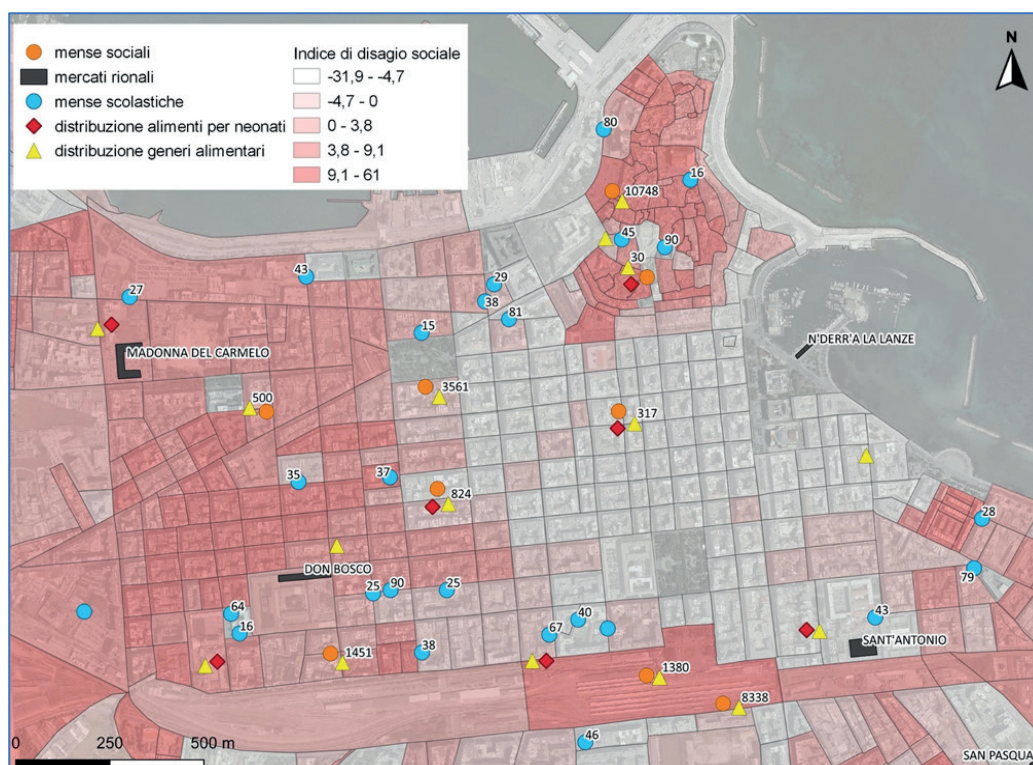 mense sociali
mercati rionali
mense scolastiche
distribuzione alimenti per neonati
distribuzione generi alimentari
Indice di disagio sociale
-31,9 - -4,7
-4,7 - 0
0 - 3,8
3,8 - 9,1
9,1 - 61
N
80
16
10748
45
90
30
43
27
29
38
81
15
MADONNA DEL CARMELO
N'DERR'A LA LANZE
3561
500
317
35
37
824
28
DON BOSCO
79
25
90
25
64
16
40
67
43
SANT'ANTONIO
38
1451
1380
8338
46
0
250
500 m
SAN PASQUA